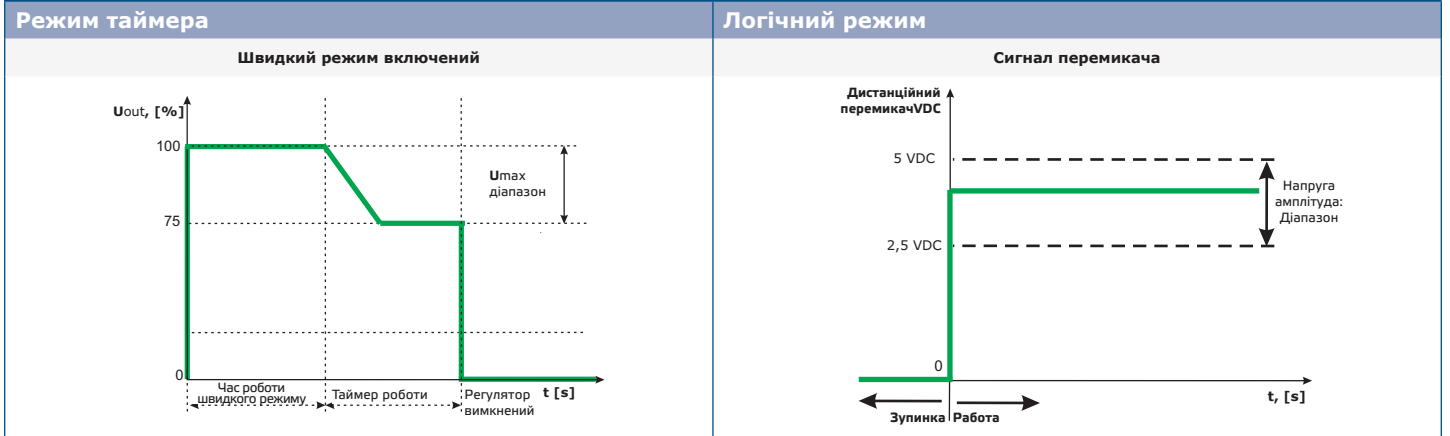 Режим таймера
Швидкий режим включений
Uout, [%]
100
Umax
діапазон
75
0
Час роботи
швидкого режиму
Таймер роботи
Регулятор
вимкнений
t [s]
Логічний режим
Сигнал перемикача
Дистанційний
перемикачVDC
5 VDC
Напруга
амплітуда:
Діапазон
2,5 VDC
0
t, [s]
Зупинка Работа